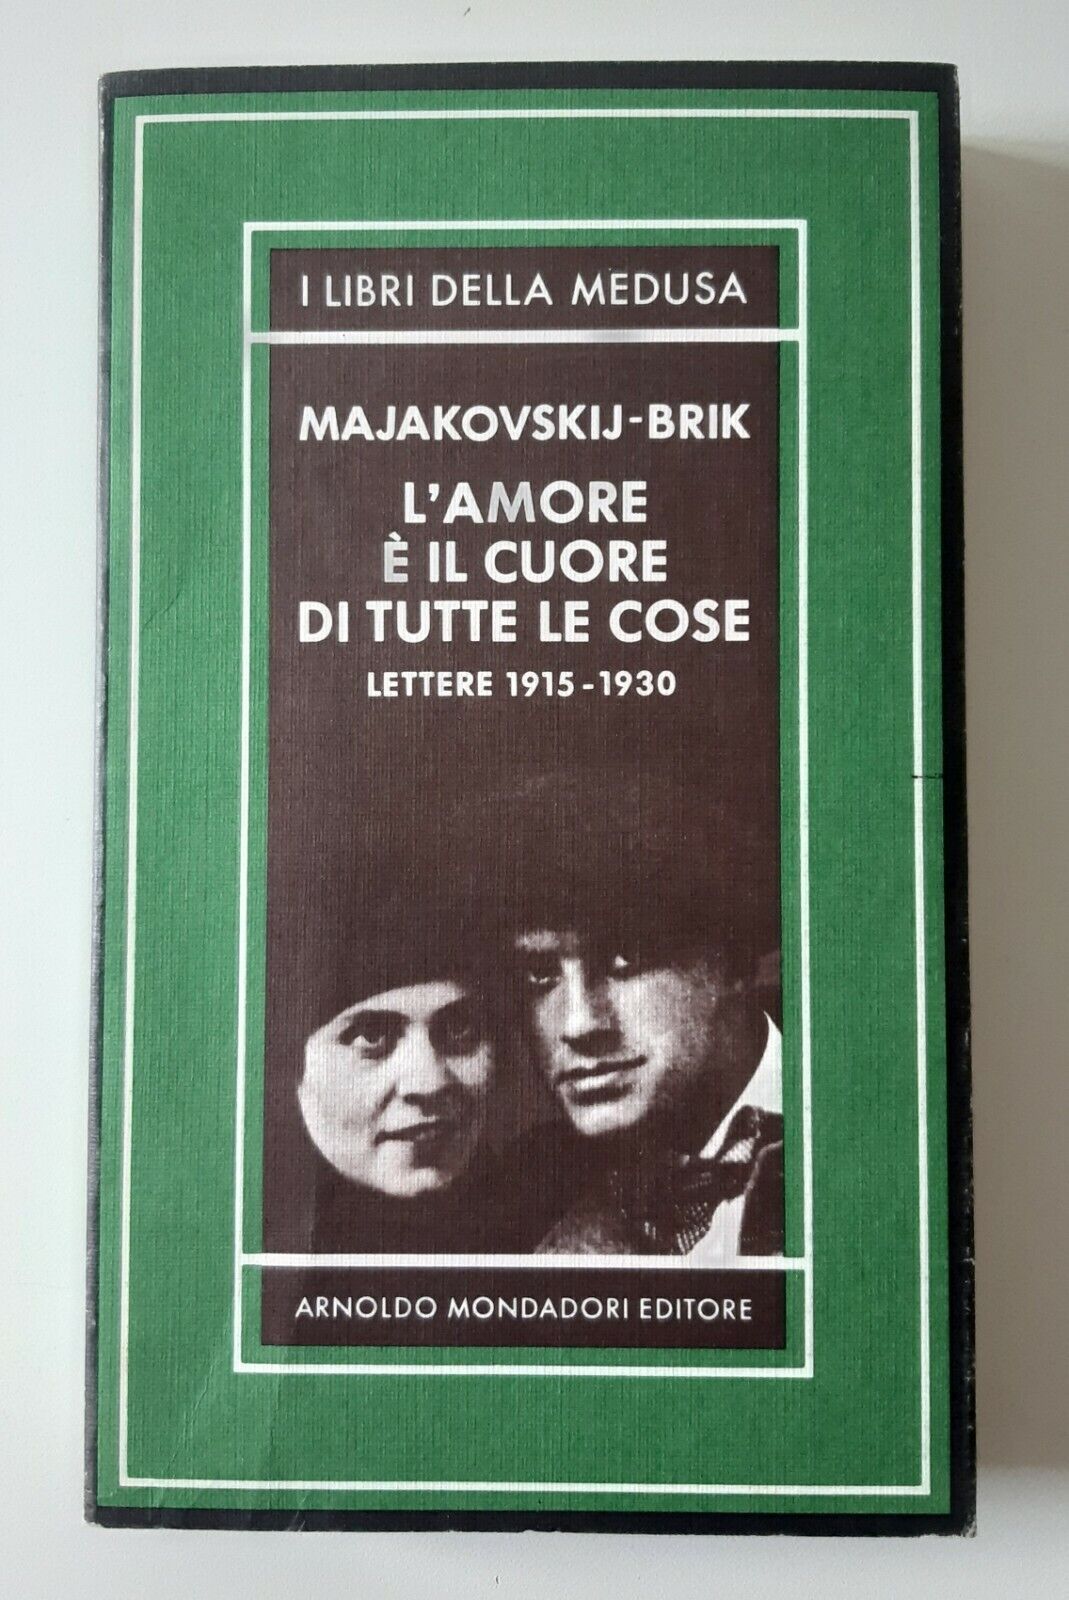 I LIBRI DELLA MEDUSA
MAJAKOVSKIJ-BRIK
L'AMORE
È IL CUORE
DI TUTTE LE COSE
LETTERE 1915-1930
ARNOLDO MONDADORI EDITORE